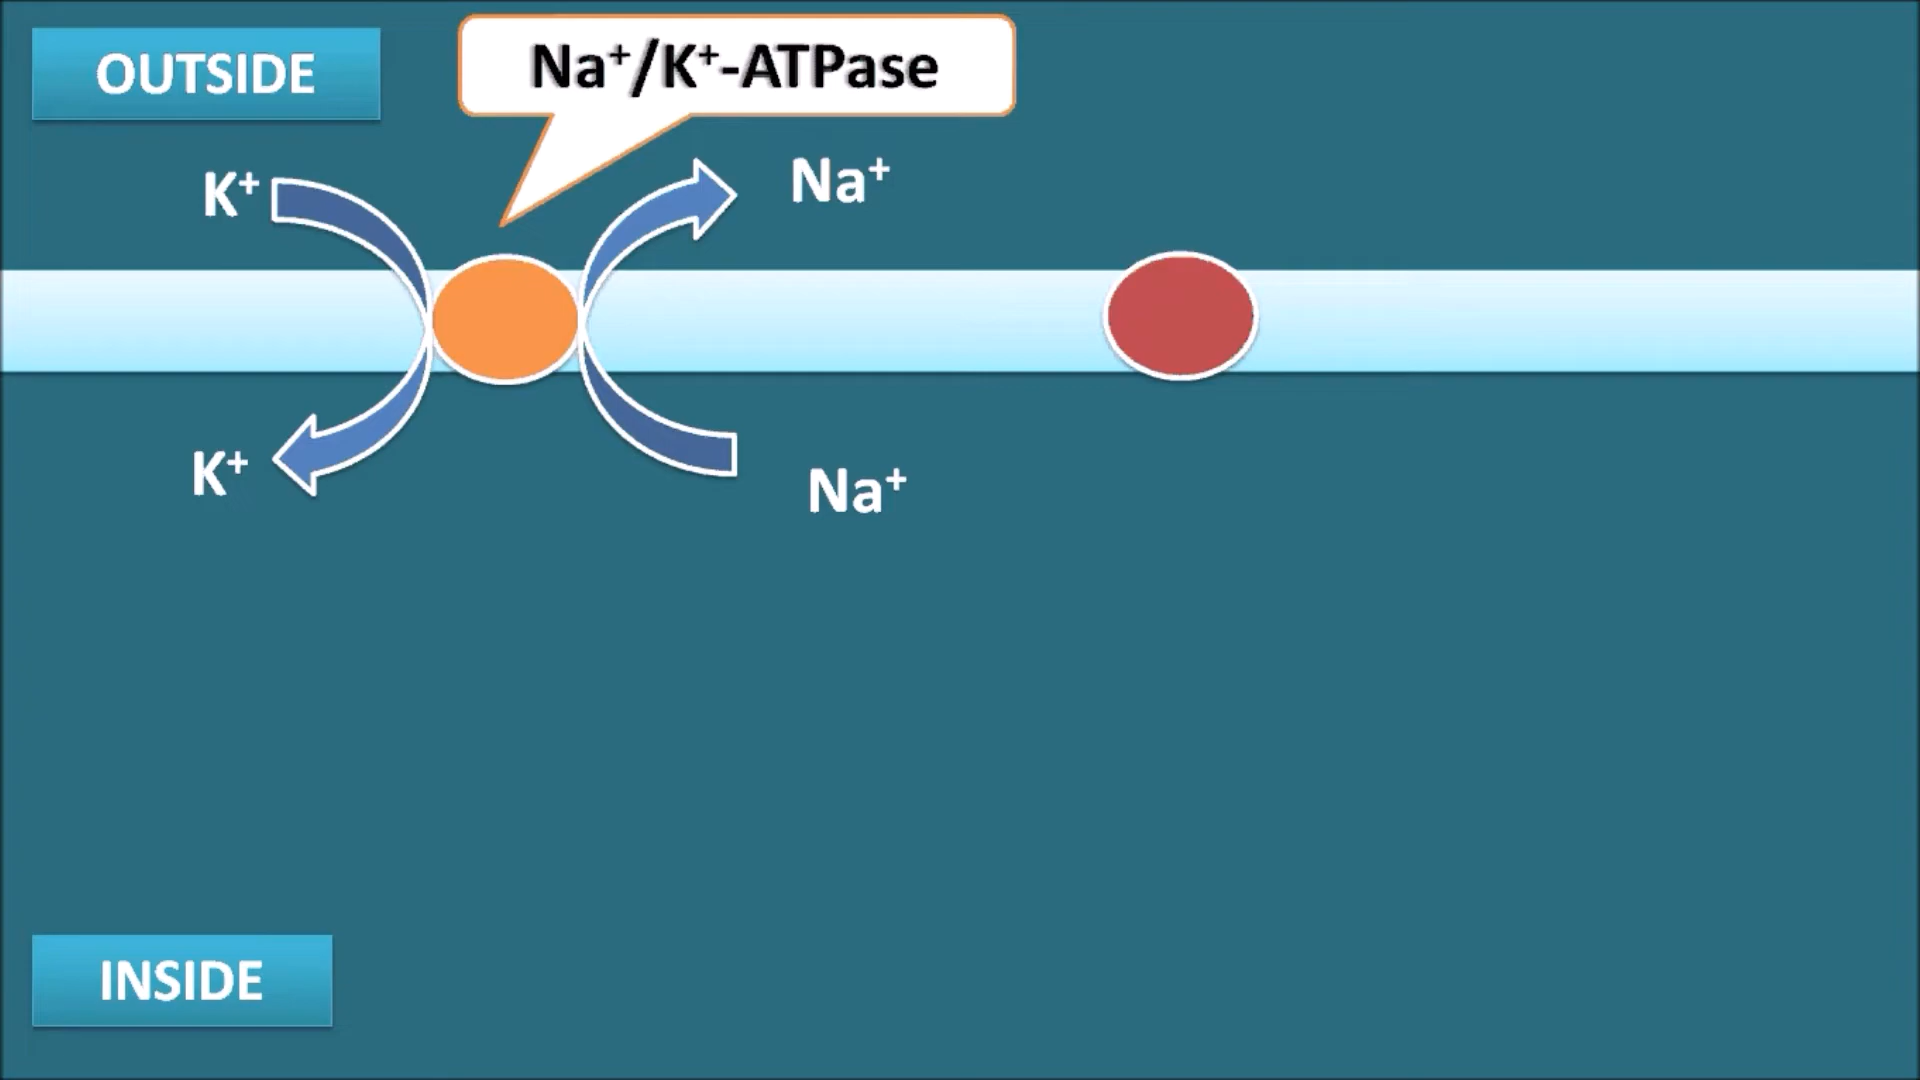 OUTSIDE
Na⁺/K⁺-ATPase
K⁺
Na⁺
K⁺
Na⁺
INSIDE